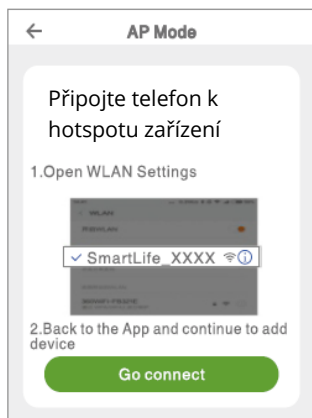 AP Mode
Připojte telefon k
hotspotu zařízení
1.Open WLAN Settings
WLAN
SmartLife_XXXX
2.Back to the App and continue to add
device
Go connect